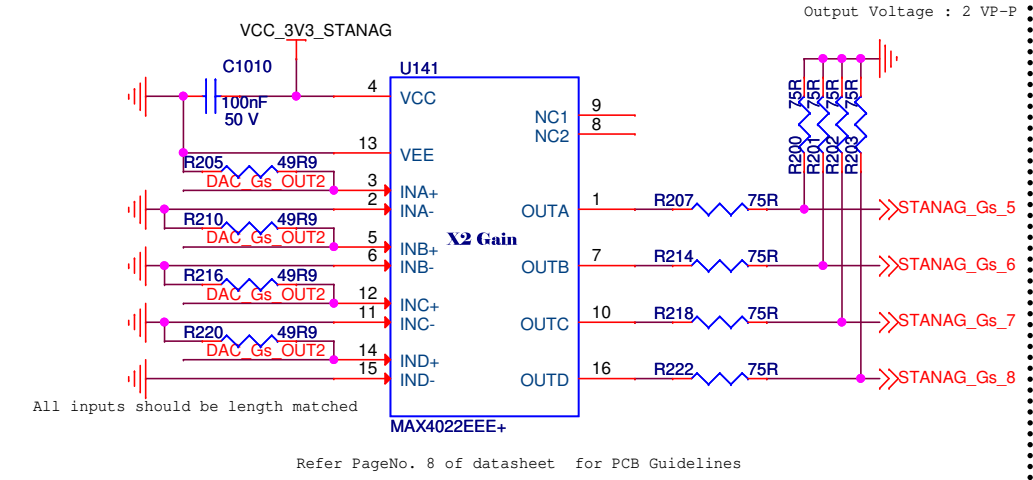 Output Voltage : 2 VP-P
VCC_3V3_STANAG
C1010
100nF
50 V
U141
4
VCC
13
VEE
R205
49R9
DAC_Gs_OUT2
3
INA+
2
INA-
R210
49R9
DAC_Gs_OUT2
5
INB+
6
INB-
R216
49R9
DAC_Gs_OUT2
12
INC+
11
INC-
R220
49R9
DAC_Gs_OUT2
14
IND+
15
IND-
X2 Gain
NC1
9
NC2
8
OUTA
1
R207
75R
STANAG_Gs_5
OUTB
7
R214
75R
STANAG_Gs_6
OUTC
10
R218
75R
STANAG_Gs_7
OUTD
16
R222
75R
STANAG_Gs_8
R200
75R
R201
75R
R202
75R
R203
75R
MAX4022EEE+
All inputs should be length matched
Refer PageNo. 8 of datasheet for PCB Guidelines